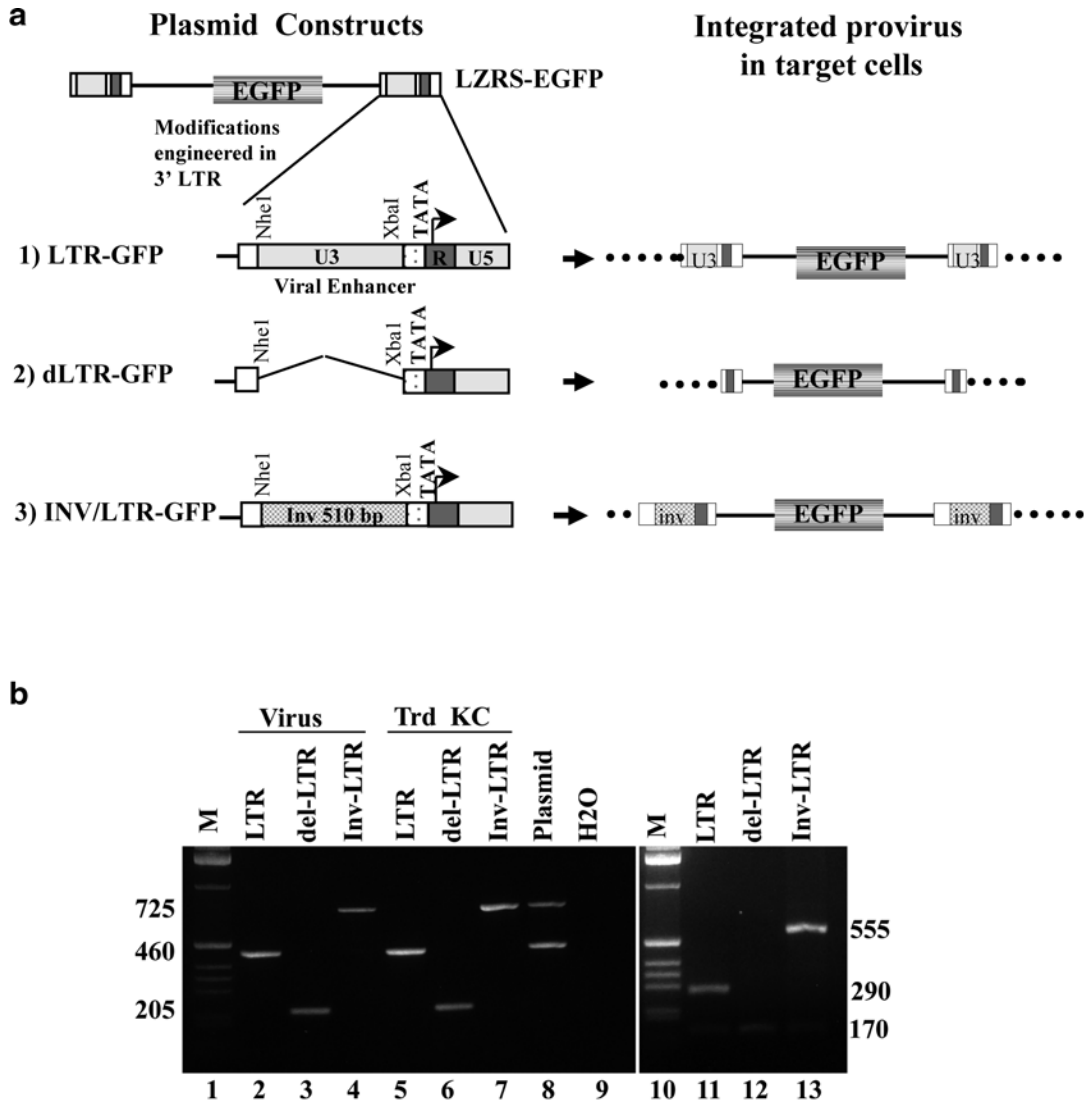 a
Plasmid Constructs
Integrated provirus
in target cells
EGFP
LZRS-EGFP
Modifications
engineered in
3' LTR
Nhe1
XbaI
TATA
1) LTR-GFP
U3
R
U5
Viral Enhancer
U3
EGFP
U3
Nhe1
Xba1
TATA
2) dLTR-GFP
EGFP
Nhe1
Xba1
TATA
3) INV/LTR-GFP
Inv 510 bp
inv
EGFP
inv
b
Virus
Trd KC
M
LTR
del-LTR
Inv-LTR
LTR
del-LTR
Inv-LTR
Plasmid
H2O
M
LTR
del-LTR
Inv-LTR
725
460
205
555
290
170
1 2 3 4 5 6 7 8 9 10 11 12 13